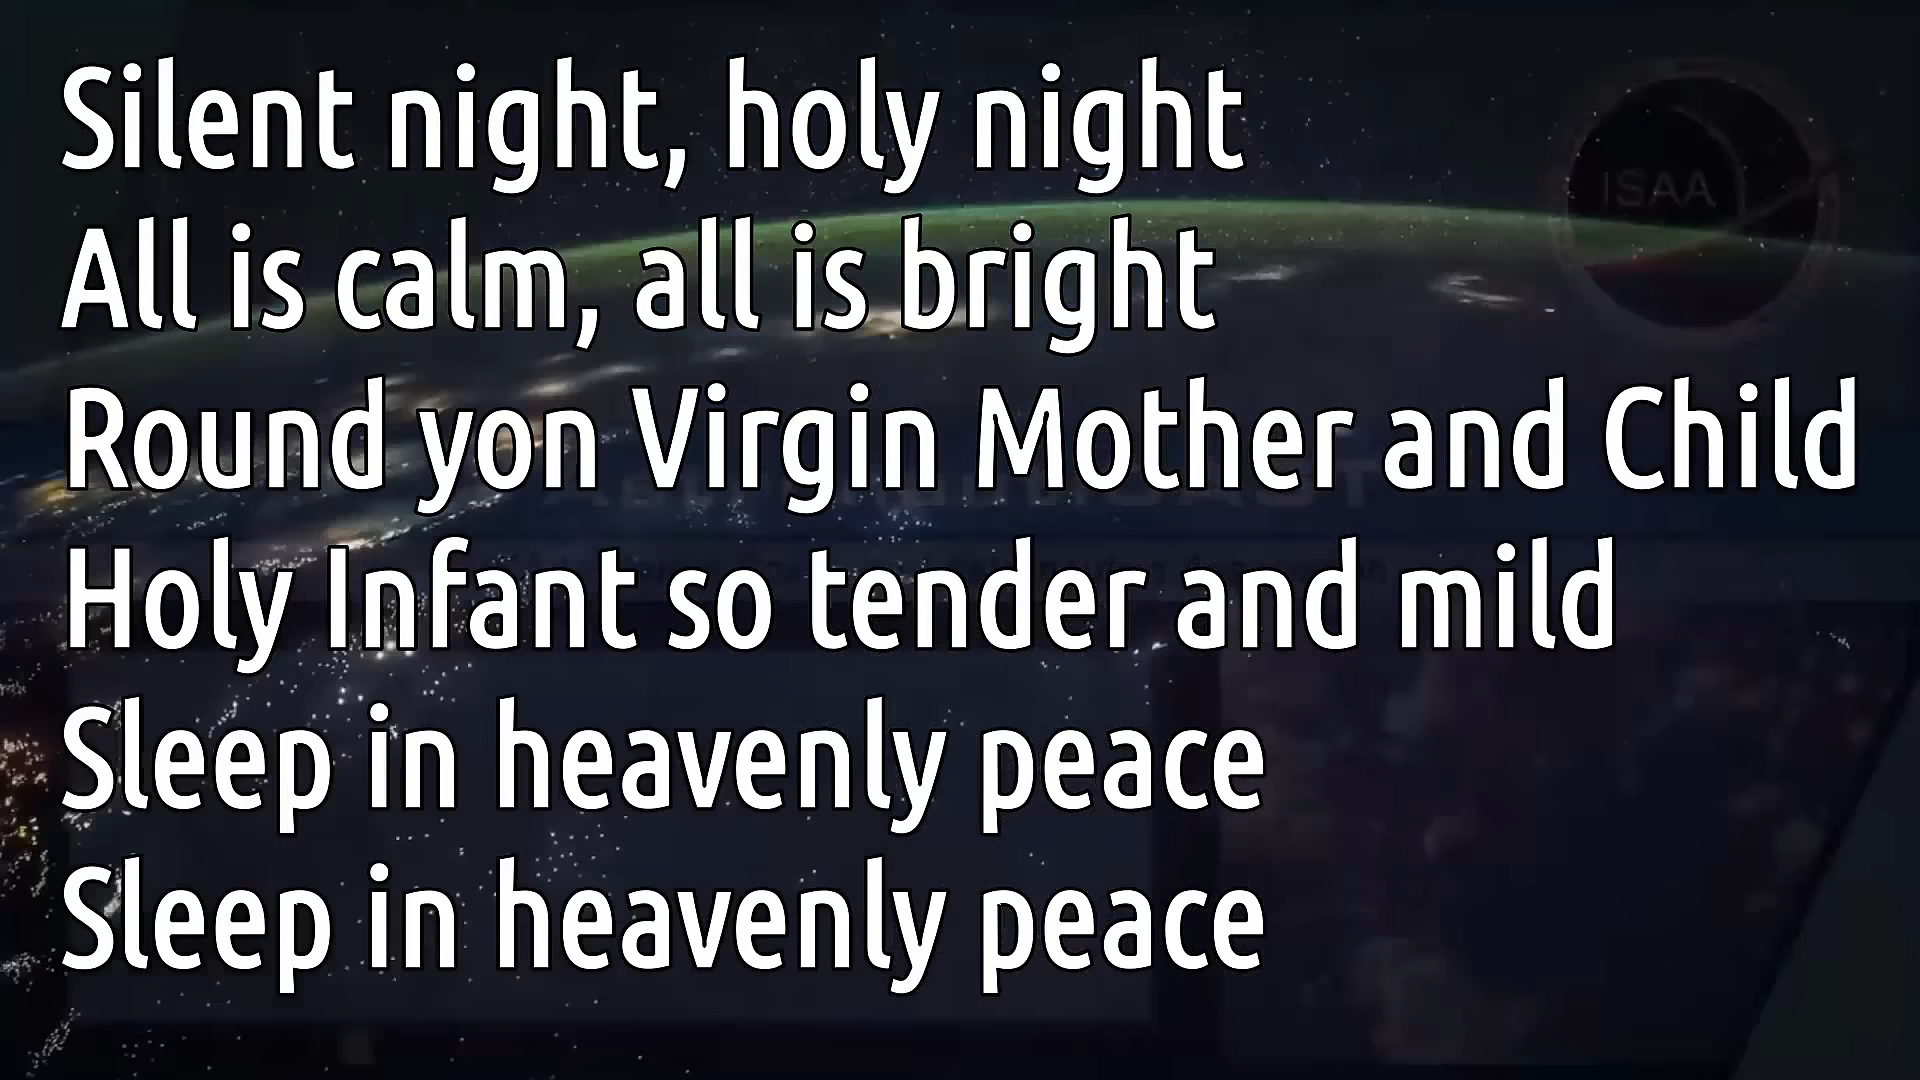 Silent night, holy night
ISAA
All is calm, all is bright
Round yon Virgin Mother and Child
Holy Infant so tender and mild
Sleep in heavenly peace
Sleep in heavenly peace